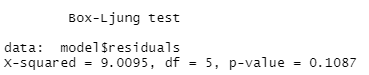 Box-Ljung test
data:  model$residuals
X-squared = 9.0095, df = 5, p-value = 0.1087